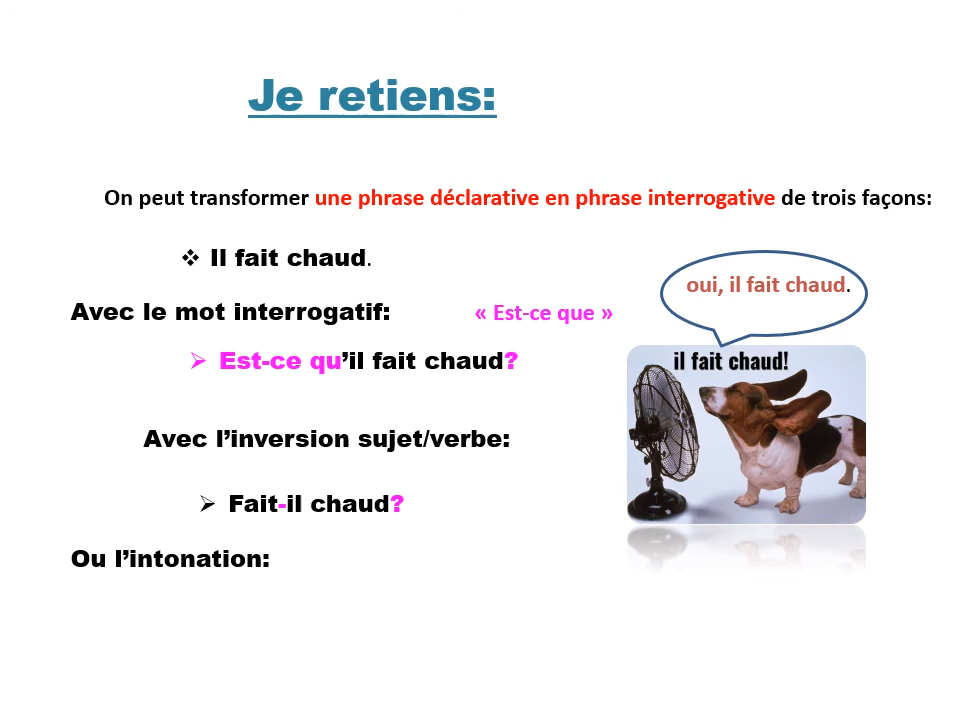 Je retiens:
On peut transformer une phrase déclarative en phrase interrogative de trois façons:
❖ Il fait chaud.
oui, il fait chaud.
Avec le mot interrogatif: « Est-ce que »
il fait chaud!
➢ Est-ce qu’il fait chaud?
Avec l’inversion sujet/verbe:
➢ Fait-il chaud?
Ou l’intonation: